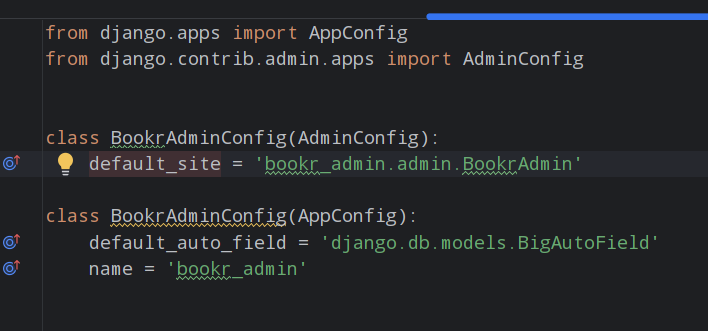 from django.apps import AppConfig
from django.contrib.admin.apps import AdminConfig
class BookrAdminConfig(AdminConfig):
default_site = 'bookr_admin.admin.BookrAdmin'
class BookrAdminConfig(AppConfig):
default_auto_field = 'django.db.models.BigAutoField'
name = 'bookr_admin'